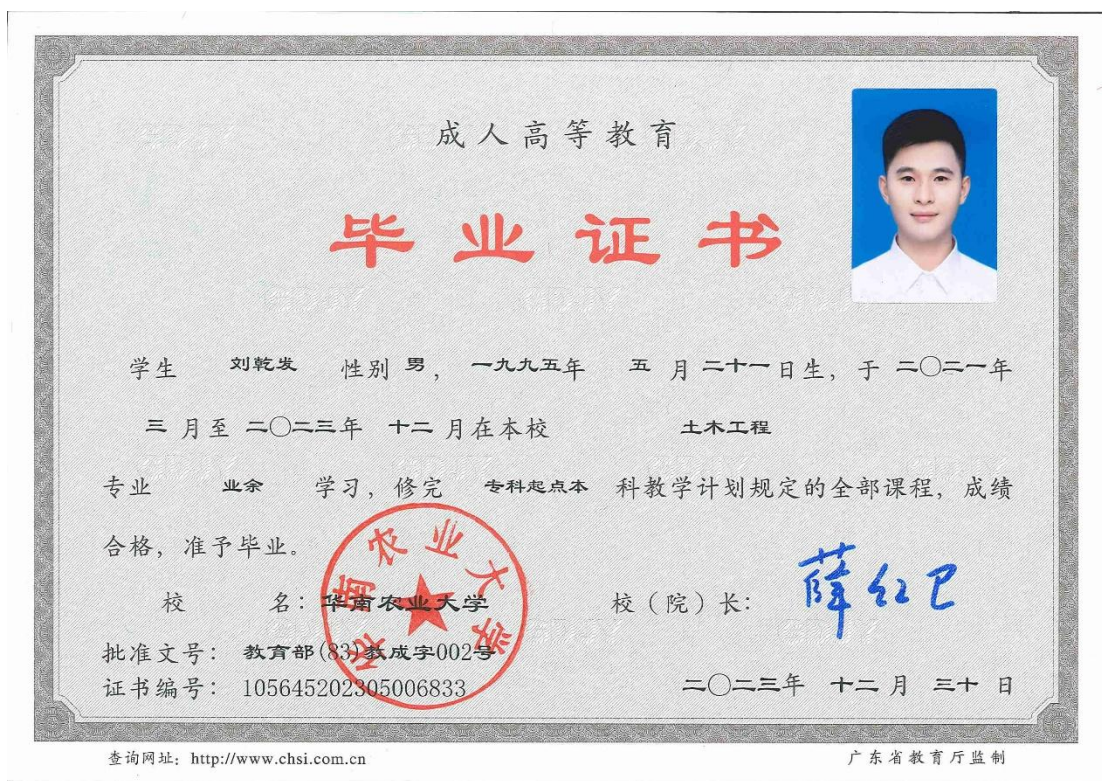 成人高等教育
毕业证书
学生 刘乾发 性别 男, 一九九五年 五 月 二十一 日生, 于 二〇二一年
三 月至 二〇二三年 十二 月在本校 土木工程
专业 业余 学习, 修完 专科起点本 科教学计划规定的全部课程, 成绩
合格, 准予毕业。
华南农业大学
校 名: 华南农业大学 校（院）长: 薛红卫
批准文号: 教育部(83)教成字002号
证书编号: 105645202305006833 二〇二三年 十二 月 三十 日
查询网址: http://www.chsi.com.cn 广东省教育厅监制